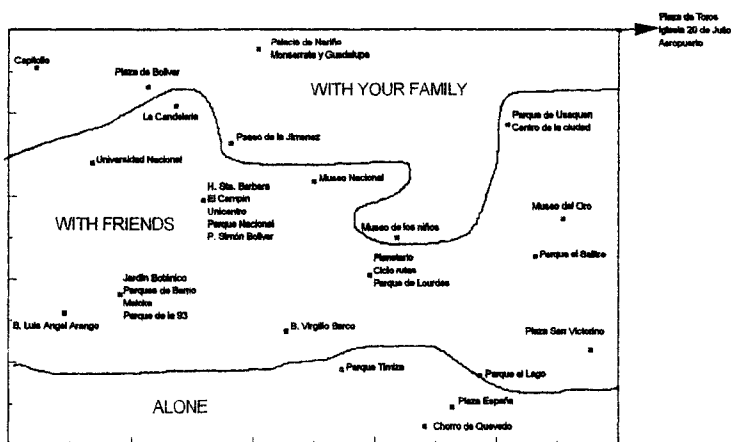 Plaza de Toros
Iglesia 20 de Julio
Aeropuerto
Palacio de Nariño
Monserrate y Guadalupe
Capitolio
Plaza de Bolivar
WITH YOUR FAMILY
La Candelaria
Parque de Usaquen
Centro de la ciudad
Paseo de la Jimenez
Universidad Nacional
Museo Nacional
H. Sta. Barbara
El Campin
Unicentro
Parque Nacional
P. Simón Bolivar
WITH FRIENDS
Museo del Oro
Museo de los niños
Planetario
Ciclo rutas
Parque de Lourdes
Parque el Salitre
Jardin Botánico
Parques de Barrio
Maloka
Parque de la 93
B. Luis Angel Arango
B. Virgilio Barco
Plaza San Victorino
Parque Timiza
Parque el Lago
ALONE
Plaza España
Chorro de Quevedo